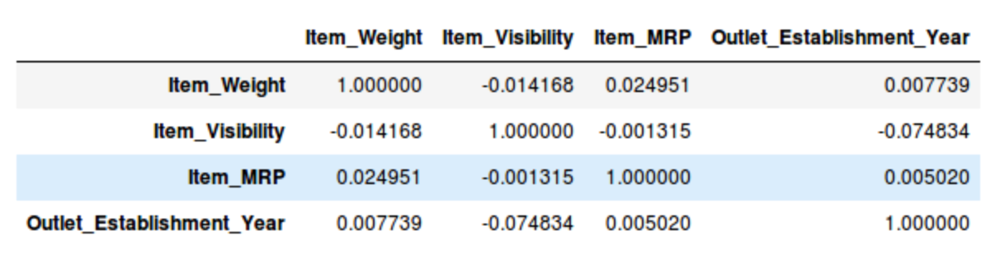 Item_Weight Item_Visibility Item_MRP Outlet_Establishment_Year
Item_Weight 1.000000 -0.014168 0.024951 0.007739
Item_Visibility -0.014168 1.000000 -0.001315 -0.074834
Item_MRP 0.024951 -0.001315 1.000000 0.005020
Outlet_Establishment_Year 0.007739 -0.074834 0.005020 1.000000